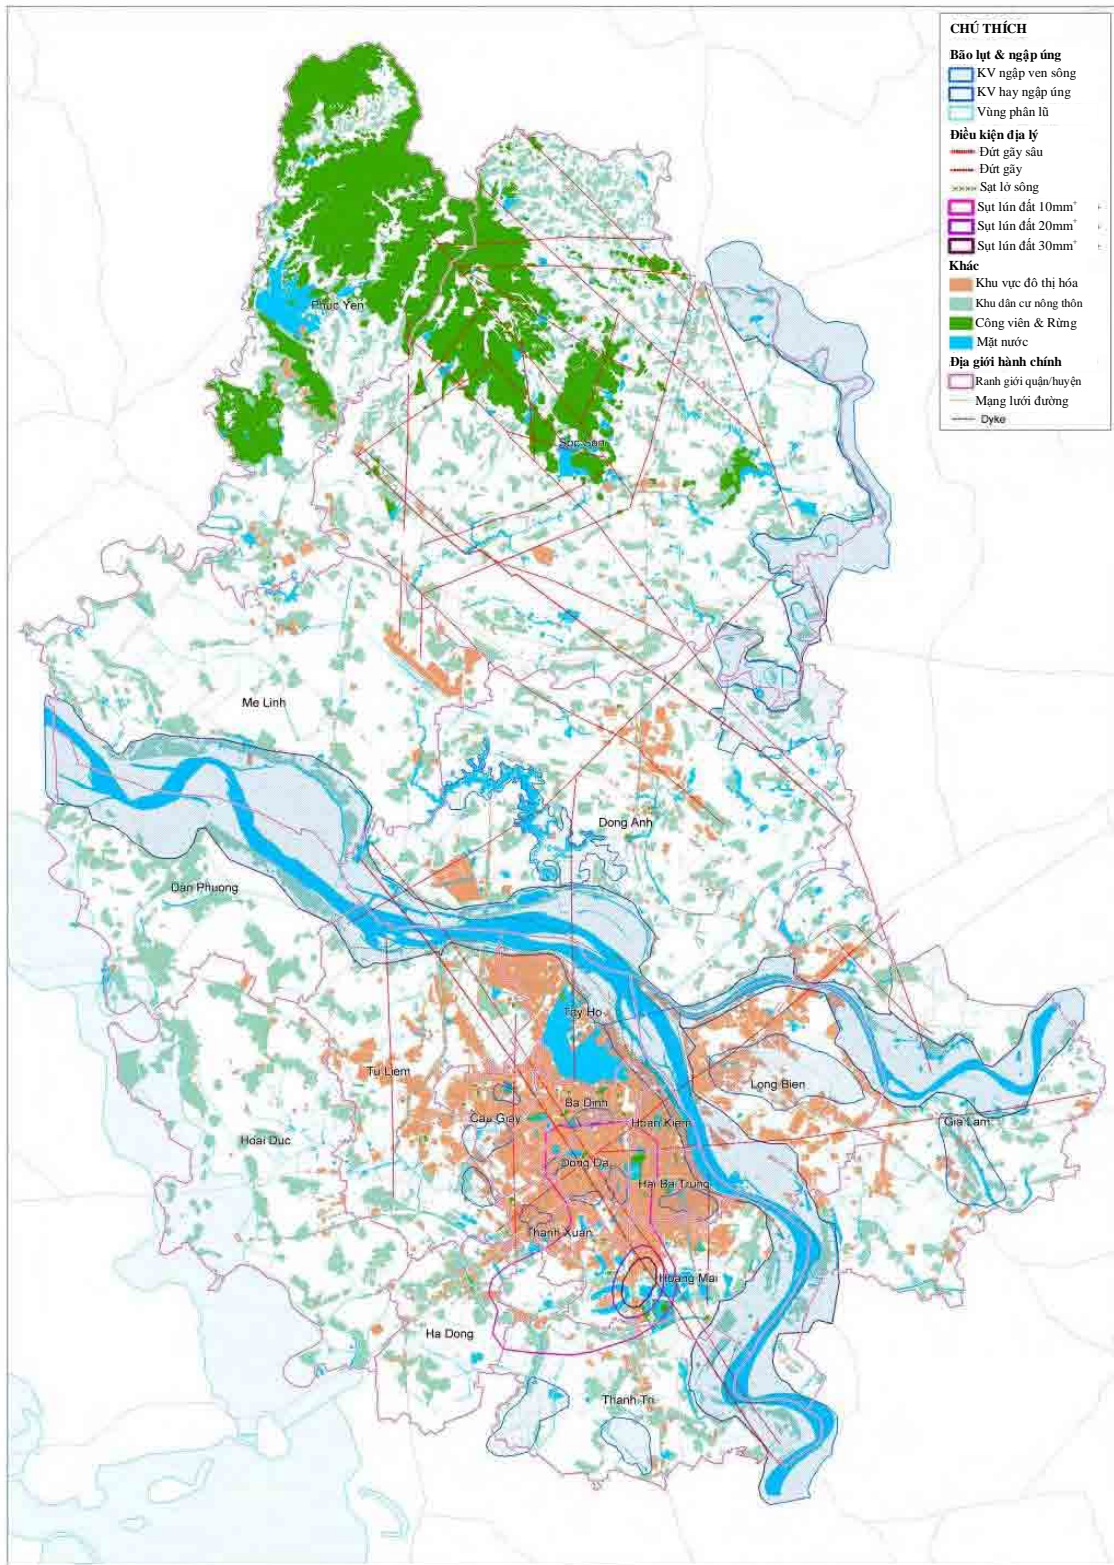 CHÚ THÍCH
Bão lụt & ngập úng
KV ngập ven sông
KV hay ngập úng
Vùng phân lũ
Điều kiện địa lý
Đứt gãy sâu
Đứt gãy
Sạt lở sông
Sụt lún đất 10mm+
Sụt lún đất 20mm+
Sụt lún đất 30mm+
Khác
Khu vực đô thị hóa
Khu dân cư nông thôn
Công viên & Rừng
Mặt nước
Địa giới hành chính
Ranh giới quận/huyện
Mạng lưới đường
Dyke
Phuc Yen
Soc Son
Me Linh
Dong Anh
Dan Phuong
Tay Ho
Tu Liem
Long Bien
Ba Dinh
Cau Giay
Hoan Kiem
Gia Lam
Hoai Duc
Dong Da
Hai Ba Trung
Thanh Xuan
Hoang Mai
Ha Dong
Thanh Tri